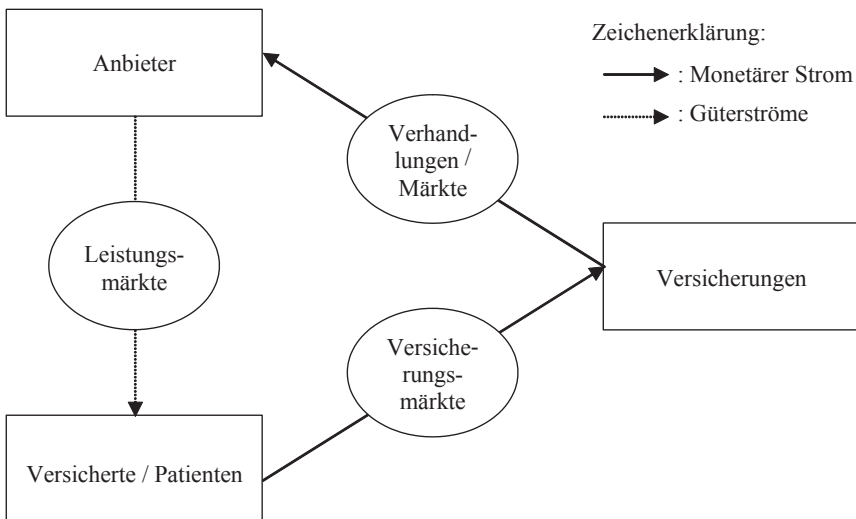 Anbieter
Zeichenerklärung:
: Monetärer Strom
: Güterströme
Verhand-
lungen /
Märkte
Leistungs-
märkte
Versicherungen
Versiche-
rungs-
märkte
Versicherte / Patienten